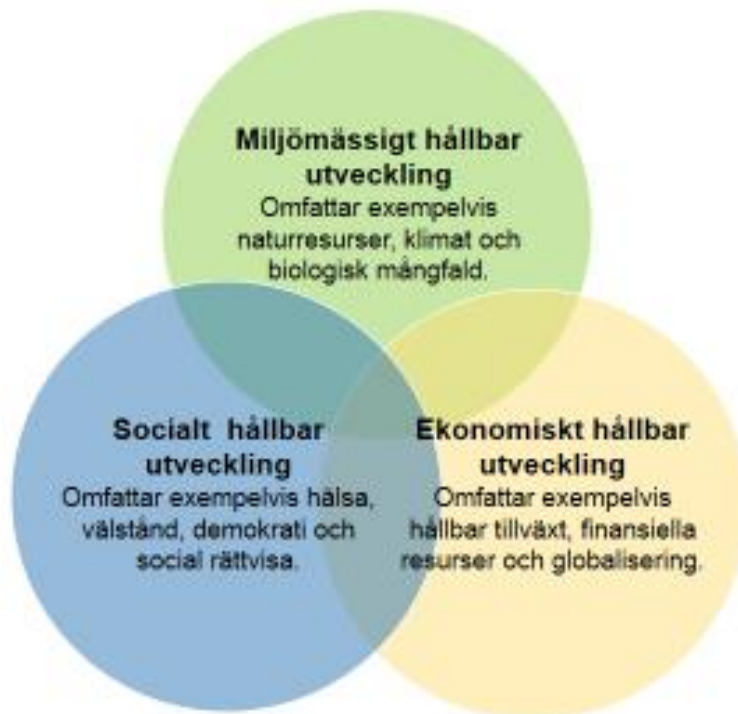 Miljömässigt hållbar
utveckling
Omfattar exempelvis
naturresurser, klimat och
biologisk mångfald.
Socialt hållbar
utveckling
Omfattar exempelvis hälsa,
välstånd, demokrati och
social rättvisa.
Ekonomiskt hållbar
utveckling
Omfattar exempelvis
hållbar tillväxt, finansiella
resurser och globalisering.